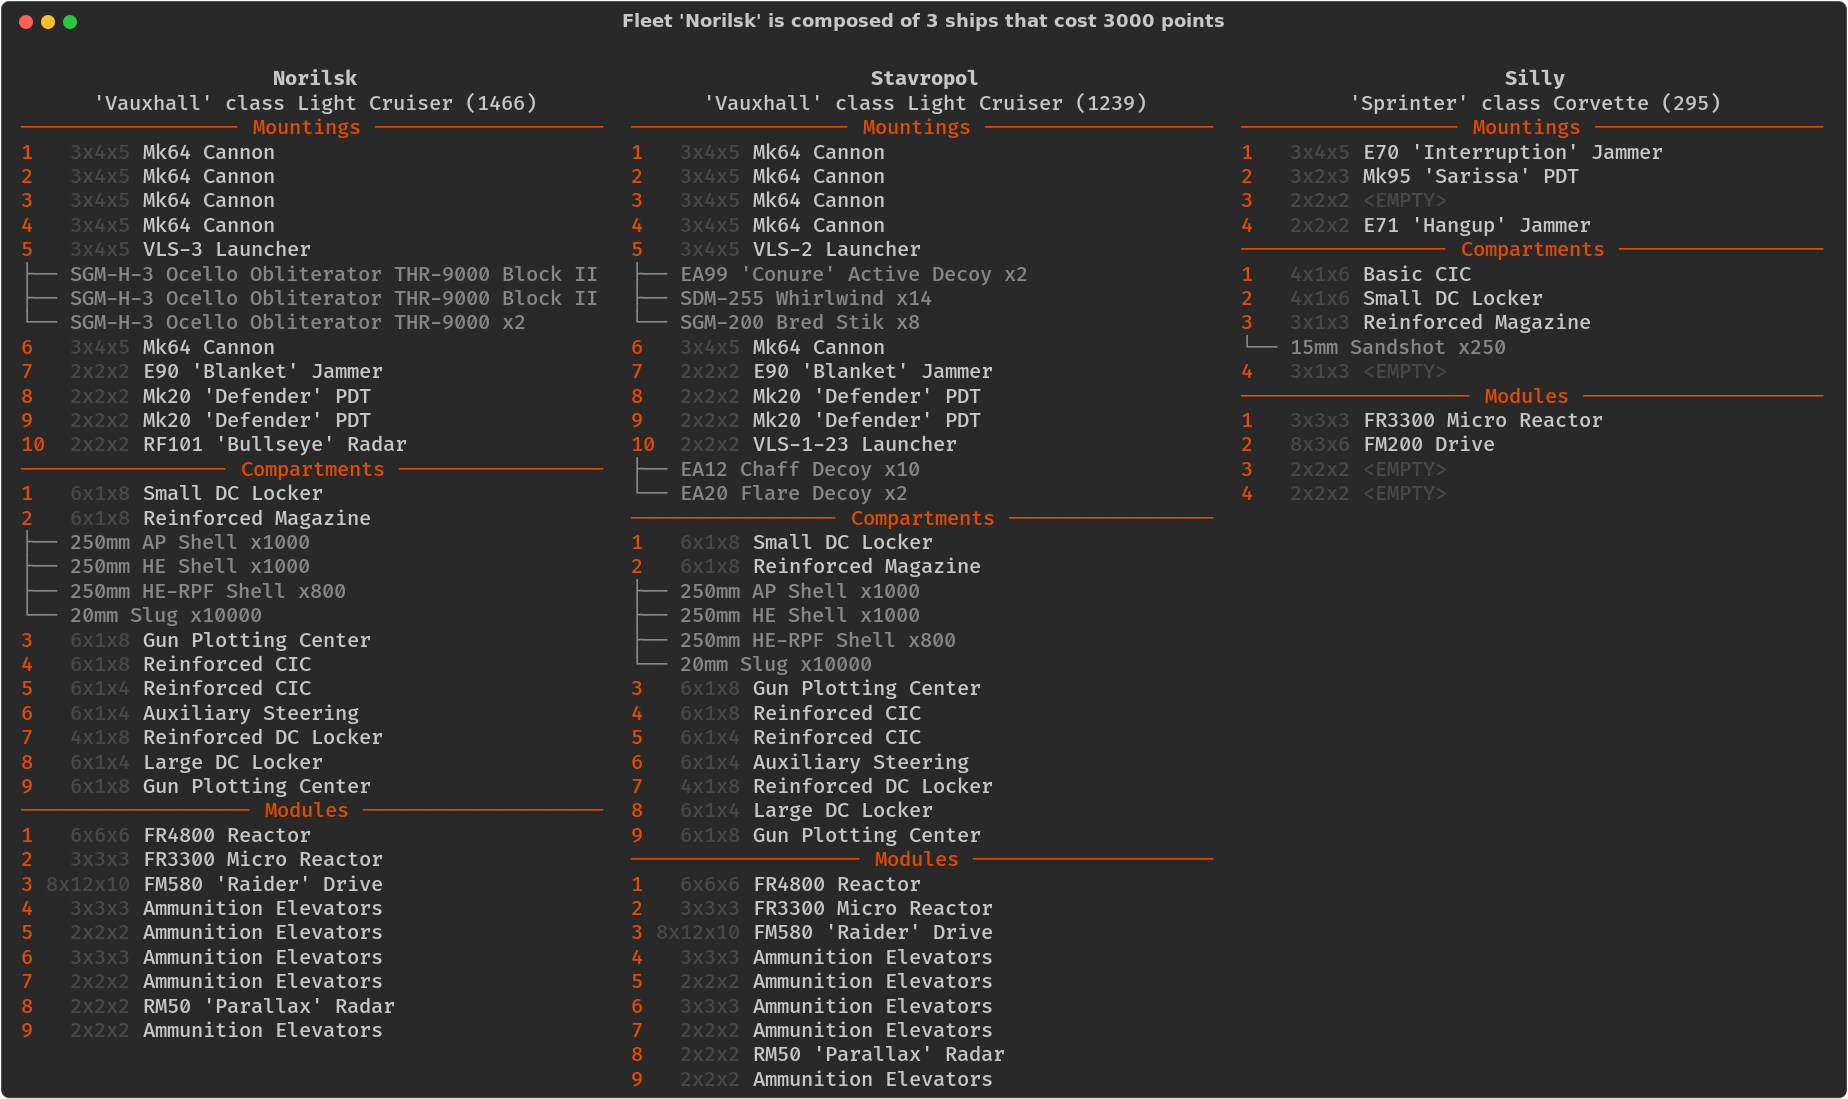 Fleet 'Norilsk' is composed of 3 ships that cost 3000 points
Norilsk
'Vauxhall' class Light Cruiser (1466)
Mountings
1 3x4x5 Mk64 Cannon
2 3x4x5 Mk64 Cannon
3 3x4x5 Mk64 Cannon
4 3x4x5 Mk64 Cannon
5 3x4x5 VLS-3 Launcher
SGM-H-3 Ocello Obliterator THR-9000 Block II
SGM-H-3 Ocello Obliterator THR-9000 Block II
SGM-H-3 Ocello Obliterator THR-9000 x2
6 3x4x5 Mk64 Cannon
7 2x2x2 E90 'Blanket' Jammer
8 2x2x2 Mk20 'Defender' PDT
9 2x2x2 Mk20 'Defender' PDT
10 2x2x2 RF101 'Bullseye' Radar
Compartments
1 6x1x8 Small DC Locker
2 6x1x8 Reinforced Magazine
250mm AP Shell x1000
250mm HE Shell x1000
250mm HE-RPF Shell x800
20mm Slug x10000
3 6x1x8 Gun Plotting Center
4 6x1x8 Reinforced CIC
5 6x1x4 Reinforced CIC
6 6x1x4 Auxiliary Steering
7 4x1x8 Reinforced DC Locker
8 6x1x4 Large DC Locker
9 6x1x8 Gun Plotting Center
Modules
1 6x6x6 FR4800 Reactor
2 3x3x3 FR3300 Micro Reactor
3 8x12x10 FM580 'Raider' Drive
4 3x3x3 Ammunition Elevators
5 2x2x2 Ammunition Elevators
6 3x3x3 Ammunition Elevators
7 2x2x2 Ammunition Elevators
8 2x2x2 RM50 'Parallax' Radar
9 2x2x2 Ammunition Elevators
Stavropol
'Vauxhall' class Light Cruiser (1239)
Mountings
1 3x4x5 Mk64 Cannon
2 3x4x5 Mk64 Cannon
3 3x4x5 Mk64 Cannon
4 3x4x5 Mk64 Cannon
5 3x4x5 VLS-2 Launcher
EA99 'Conure' Active Decoy x2
SDM-255 Whirlwind x14
SGM-200 Bred Stik x8
6 3x4x5 Mk64 Cannon
7 2x2x2 E90 'Blanket' Jammer
8 2x2x2 Mk20 'Defender' PDT
9 2x2x2 Mk20 'Defender' PDT
10 2x2x2 VLS-1-23 Launcher
EA12 Chaff Decoy x10
EA20 Flare Decoy x2
Compartments
1 6x1x8 Small DC Locker
2 6x1x8 Reinforced Magazine
250mm AP Shell x1000
250mm HE Shell x1000
250mm HE-RPF Shell x800
20mm Slug x10000
3 6x1x8 Gun Plotting Center
4 6x1x8 Reinforced CIC
5 6x1x4 Reinforced CIC
6 6x1x4 Auxiliary Steering
7 4x1x8 Reinforced DC Locker
8 6x1x4 Large DC Locker
9 6x1x8 Gun Plotting Center
Modules
1 6x6x6 FR4800 Reactor
2 3x3x3 FR3300 Micro Reactor
3 8x12x10 FM580 'Raider' Drive
4 3x3x3 Ammunition Elevators
5 2x2x2 Ammunition Elevators
6 3x3x3 Ammunition Elevators
7 2x2x2 Ammunition Elevators
8 2x2x2 RM50 'Parallax' Radar
9 2x2x2 Ammunition Elevators
Silly
'Sprinter' class Corvette (295)
Mountings
1 3x4x5 E70 'Interruption' Jammer
2 3x2x3 Mk95 'Sarissa' PDT
3 2x2x2 <EMPTY>
4 2x2x2 E71 'Hangup' Jammer
Compartments
1 4x1x6 Basic CIC
2 4x1x6 Small DC Locker
3 3x1x3 Reinforced Magazine
15mm Sandshot x250
4 3x1x3 <EMPTY>
Modules
1 3x3x3 FR3300 Micro Reactor
2 8x3x6 FM200 Drive
3 2x2x2 <EMPTY>
4 2x2x2 <EMPTY>